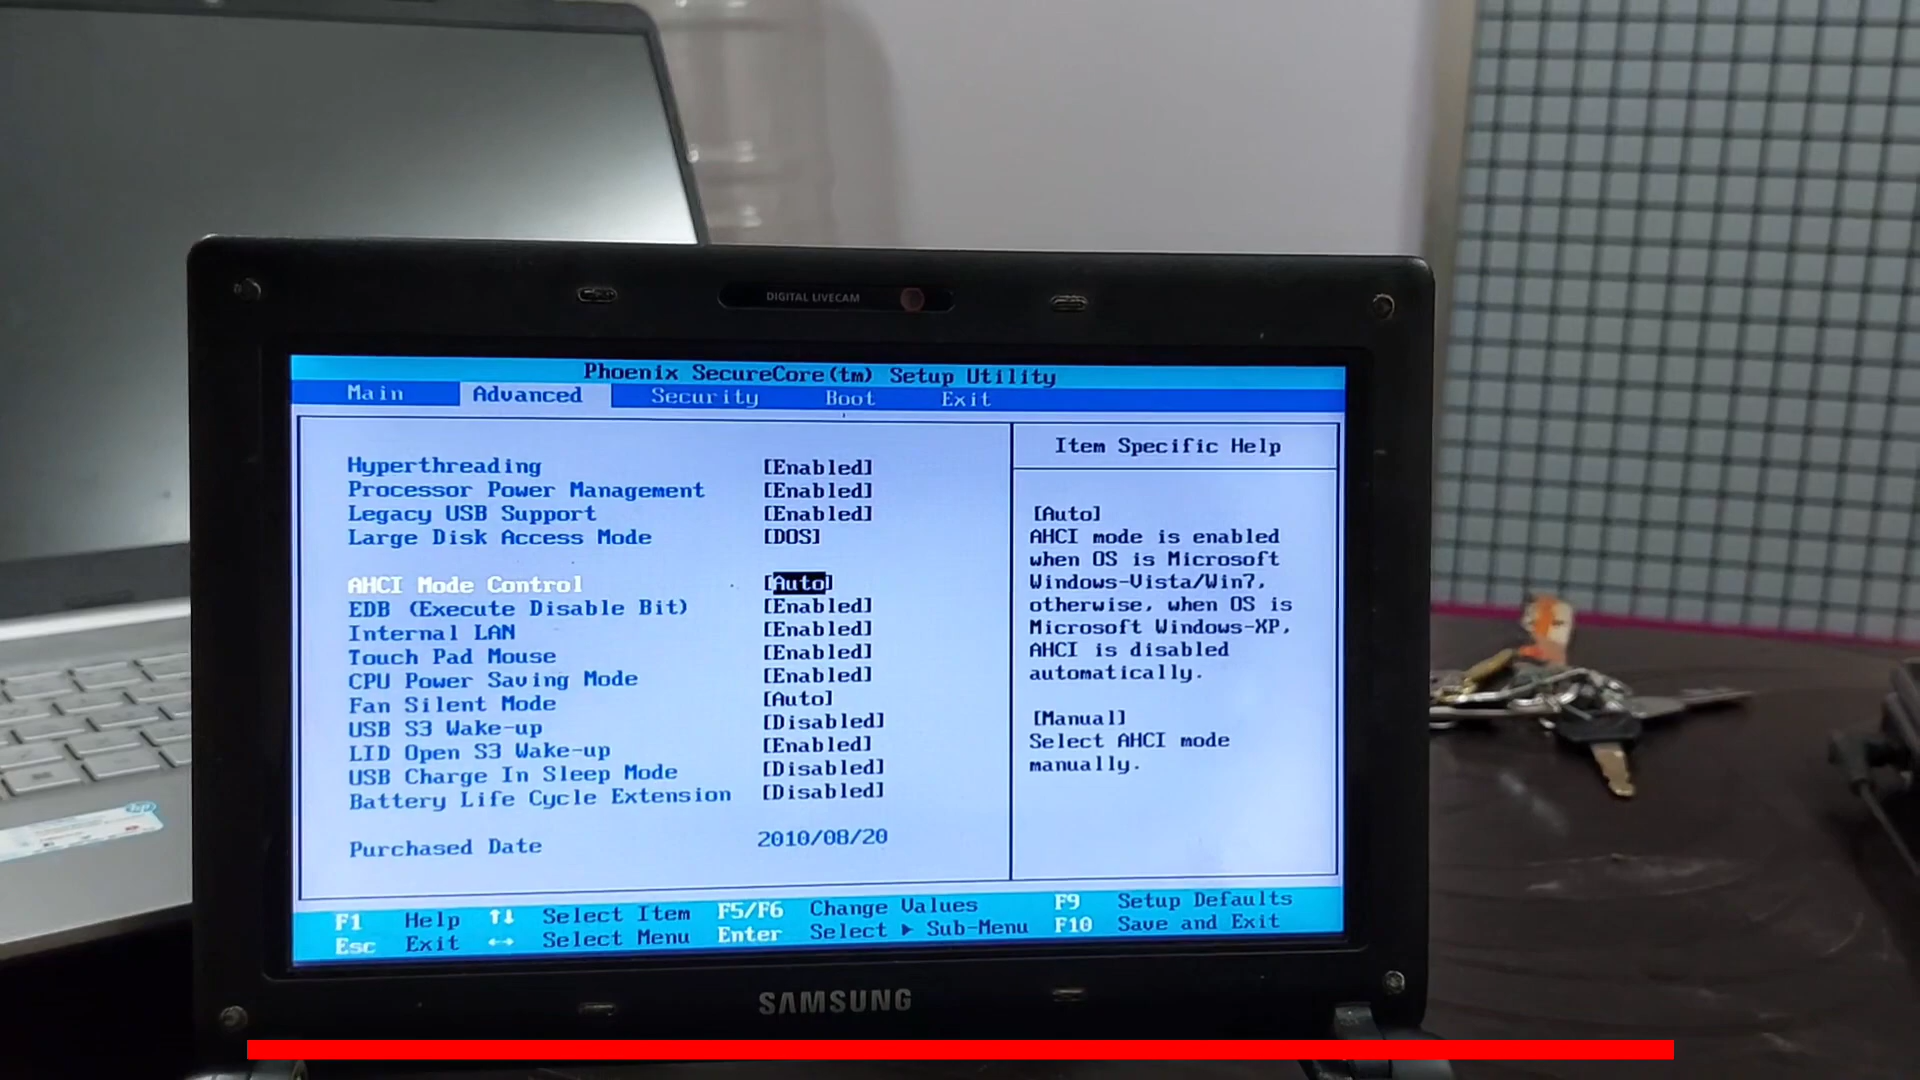 DIGITAL LIVECAM
Phoenix SecureCore(tm) Setup Utility
Main Advanced Security Boot Exit
Item Specific Help
Hyperthreading [Enabled]
Processor Power Management [Enabled]
Legacy USB Support [Enabled]
Large Disk Access Mode [DOS]
AHCI Mode Control [Auto]
EDB (Execute Disable Bit) [Enabled]
Internal LAN [Enabled]
Touch Pad Mouse [Enabled]
CPU Power Saving Mode [Enabled]
Fan Silent Mode [Auto]
USB S3 Wake-up [Disabled]
LID Open S3 Wake-up [Enabled]
USB Charge In Sleep Mode [Disabled]
Battery Life Cycle Extension [Disabled]
Purchased Date 2010/08/20
[Auto]
AHCI mode is enabled
when OS is Microsoft
Windows-Vista/Win7,
otherwise, when OS is
Microsoft Windows-XP,
AHCI is disabled
automatically.
[Manual]
Select AHCI mode
manually.
F1 Help ↑↓ Select Item F5/F6 Change Values F9 Setup Defaults
Esc Exit ↔ Select Menu Enter Select ► Sub-Menu F10 Save and Exit
SAMSUNG
hp